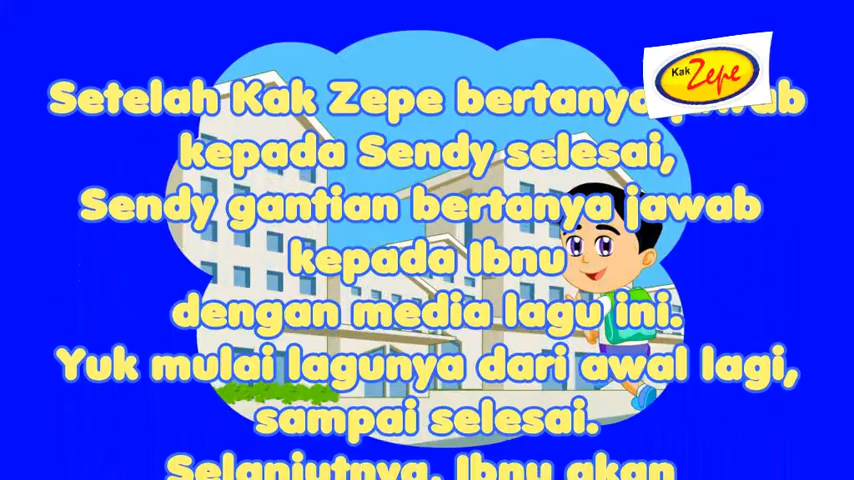 Setelah Kak Zepe bertanya jawab
kepada Sendy selesai,
Sendy gantian bertanya jawab
kepada Ibnu
dengan media lagu ini.
Yuk mulai lagunya dari awal lagi,
sampai selesai.
Selanjutnya, Ibnu akan
Kak Zepe